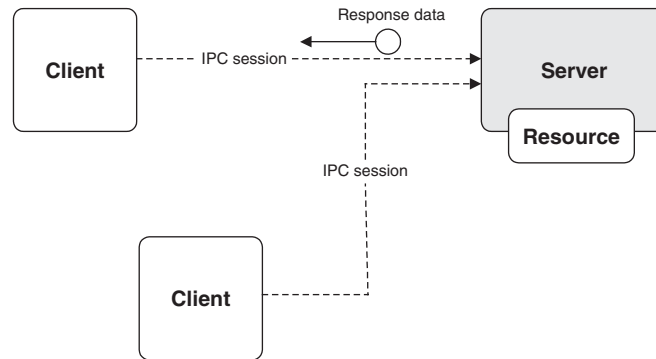 Response data
Client
IPC session
Server
Resource
IPC session
Client